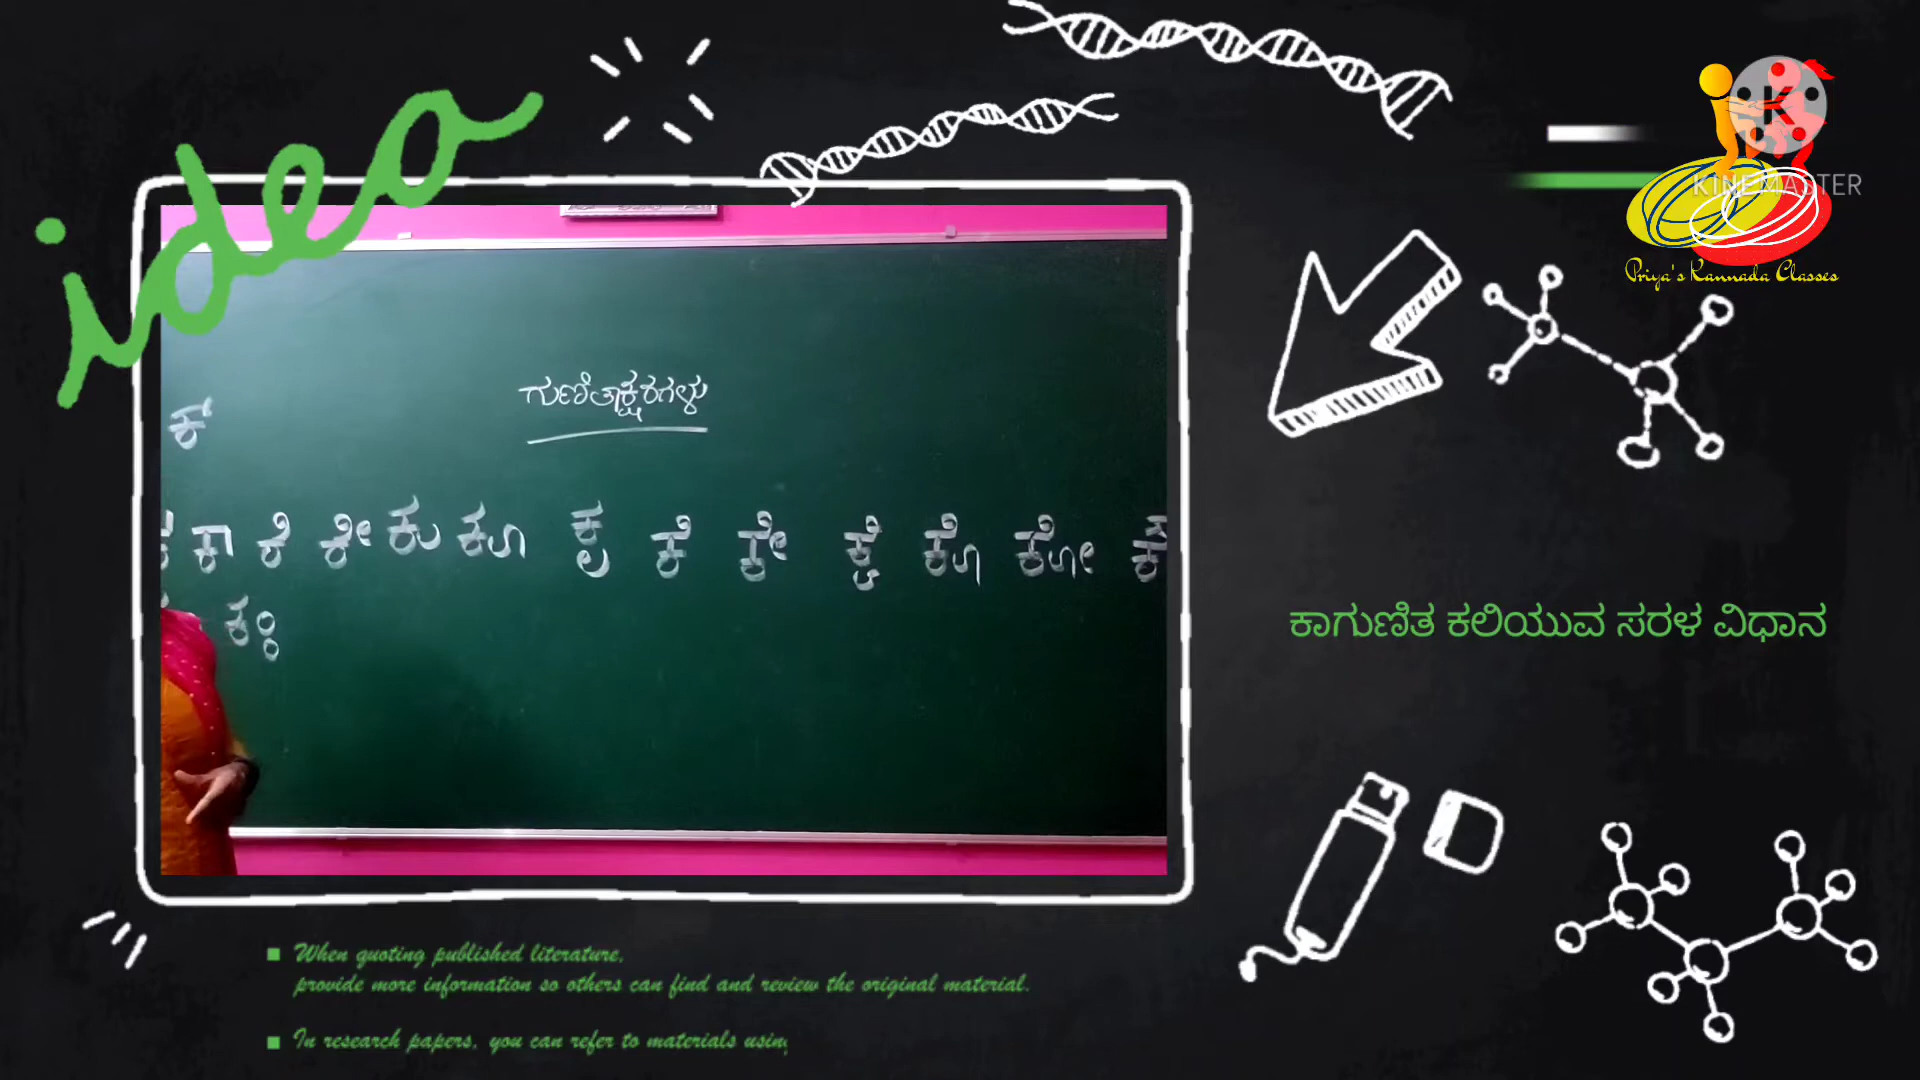 idea
KINEMASTER
Priya's Kannada Classes
ಗುಣಿತಾಕ್ಷರಗಳು
ಕ್
ಕ ಕಾ ಕಿ ಕೀ ಕು ಕೂ ಕೃ ಕೆ ಕೇ ಕೈ ಕೊ ಕೋ ಕೌ
ಕಃ
ಕಾಗುಣಿತ ಕಲಿಯುವ ಸರಳ ವಿಧಾನ
When quoting published literature,
provide more information so others can find and review the original material.
In research papers, you can refer to materials using